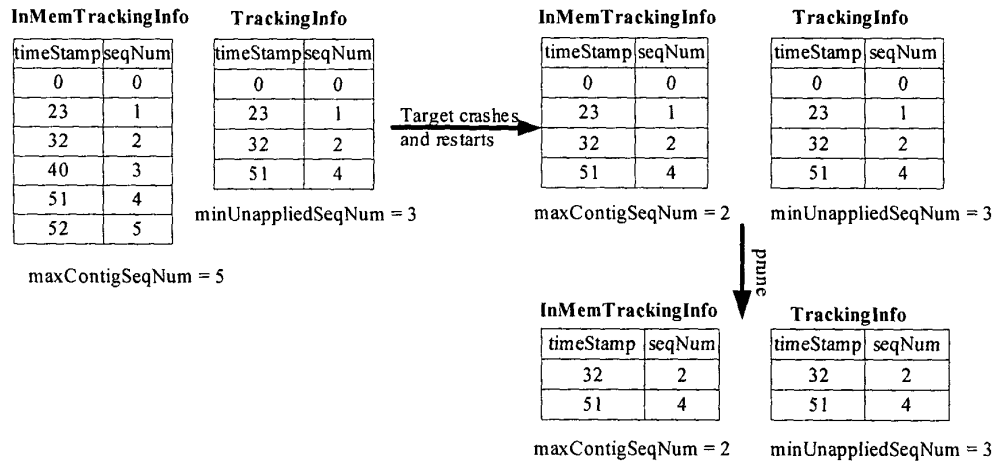 InMemTrackingInfo
timeStamp seqNum
0 0
23 1
32 2
40 3
51 4
52 5
maxContigSeqNum = 5
TrackingInfo
timeStamp seqNum
0 0
23 1
32 2
51 4
minUnappliedSeqNum = 3
Target crashes
and restarts
InMemTrackingInfo
timeStamp seqNum
0 0
23 1
32 2
51 4
maxContigSeqNum = 2
TrackingInfo
timeStamp seqNum
0 0
23 1
32 2
51 4
minUnappliedSeqNum = 3
prune
InMemTrackingInfo
timeStamp seqNum
32 2
51 4
maxContigSeqNum = 2
TrackingInfo
timeStamp seqNum
32 2
51 4
minUnappliedSeqNum = 3